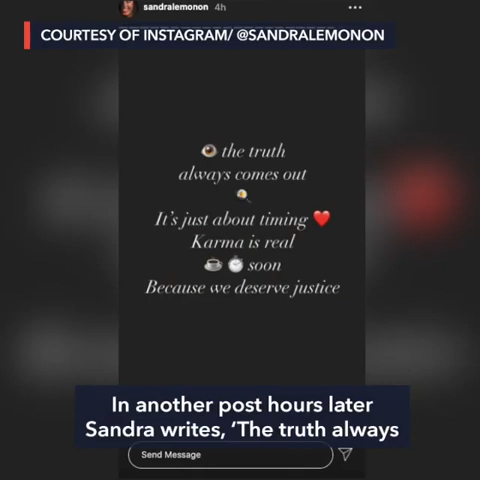 sandralemonon 4h
COURTESY OF INSTAGRAM/ @SANDRALEMONON
the truth
always comes out
It's just about timing
Karma is real
soon
Because we deserve justice
In another post hours later
Sandra writes, ‘The truth always
Send Message